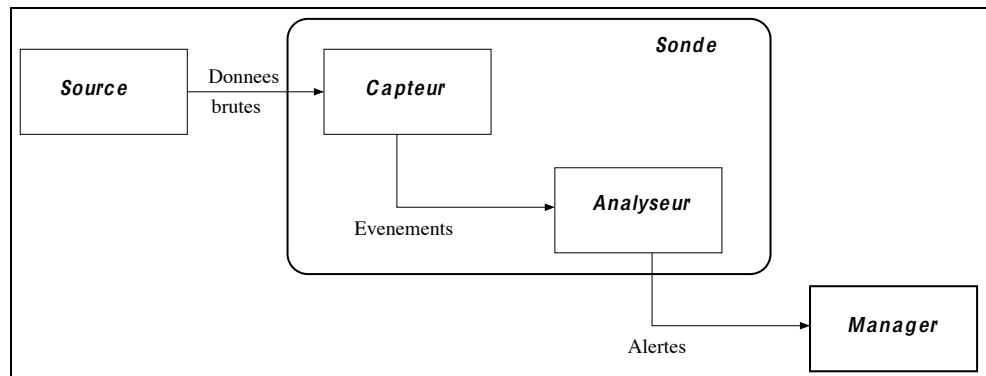 Sonde
Source
Donnees
brutes
Capteur
Analyseur
Evenements
Manager
Alertes